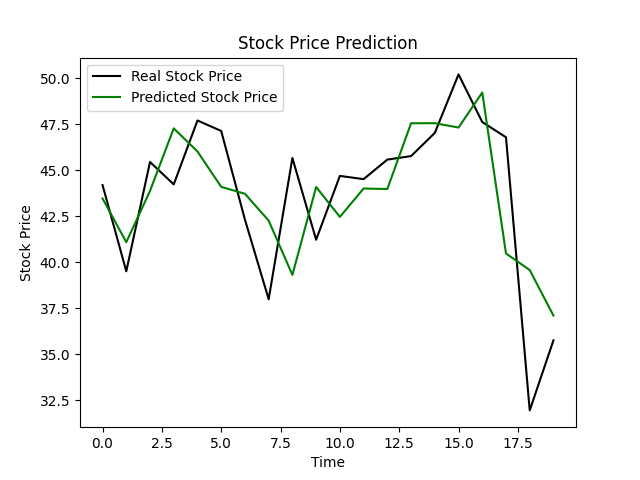 Stock Price Prediction
Real Stock Price
Predicted Stock Price
Stock Price
50.0
47.5
45.0
42.5
40.0
37.5
35.0
32.5
0.0 2.5 5.0 7.5 10.0 12.5 15.0 17.5
Time